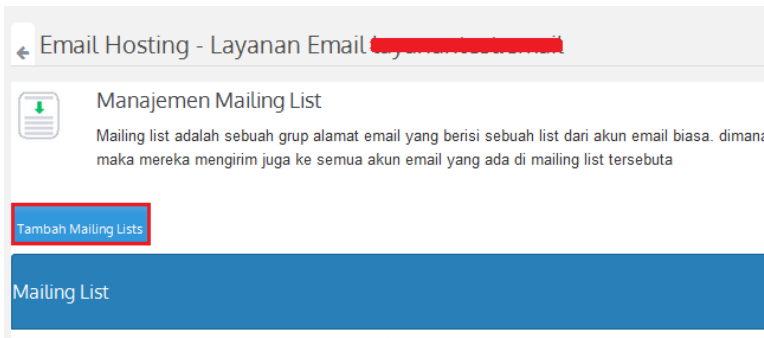 Email Hosting - Layanan Email
Manajemen Mailing List
Mailing list adalah sebuah grup alamat email yang berisi sebuah list dari akun email biasa. dimana
maka mereka mengirim juga ke semua akun email yang ada di mailing list tersebuta
Tambah Mailing Lists
Mailing List